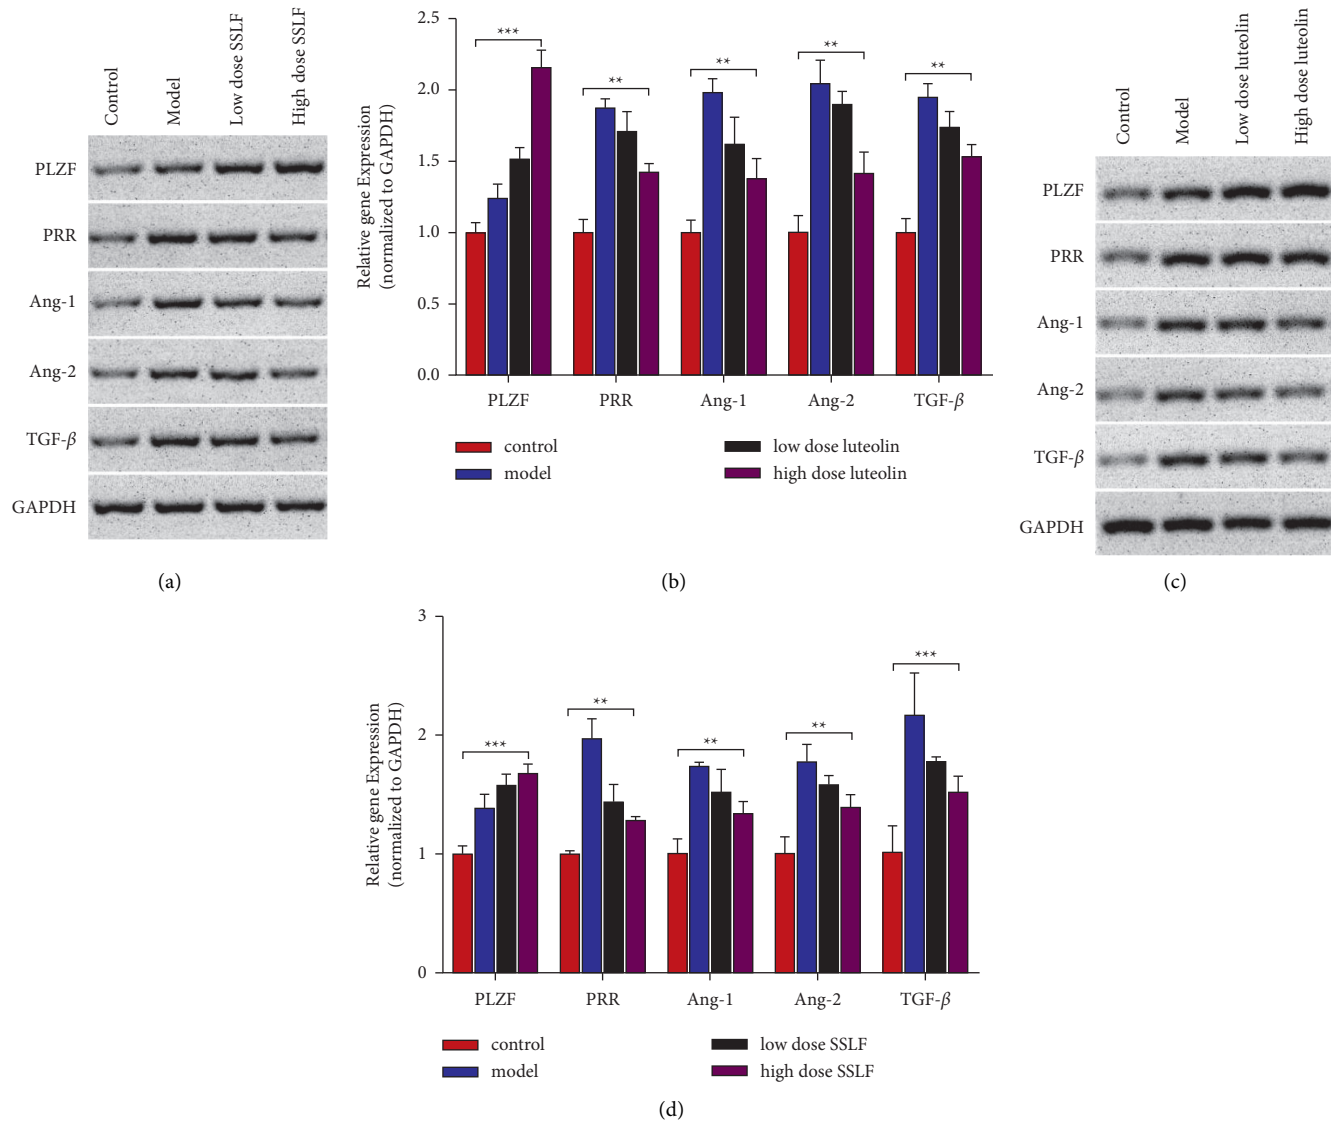 Control
Model
Low dose SSLF
High dose SSLF
PLZF
PRR
Ang-1
Ang-2
TGF-β
GAPDH
(a)
Relative gene Expression
(normalized to GAPDH)
2.5
2.0
1.5
1.0
0.5
0.0
***
**
**
**
**
PLZF PRR Ang-1 Ang-2 TGF-β
control
model
low dose luteolin
high dose luteolin
(b)
Control
Model
Low dose luteolin
High dose luteolin
PLZF
PRR
Ang-1
Ang-2
TGF-β
GAPDH
(c)
Relative gene Expression
(normalized to GAPDH)
3
2
1
0
***
**
**
**
***
PLZF PRR Ang-1 Ang-2 TGF-β
control
model
low dose SSLF
high dose SSLF
(d)